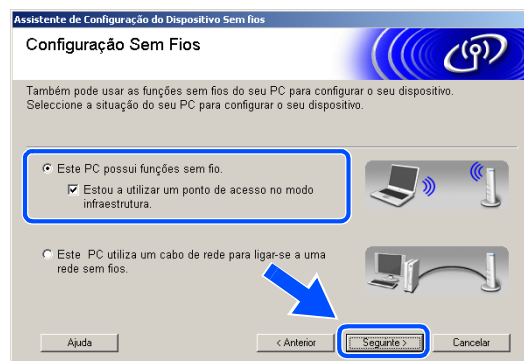 Assistente de Configuração do Dispositivo Sem fios
Configuração Sem Fios
Também pode usar as funções sem fios do seu PC para configurar o seu dispositivo.
Seleccione a situação do seu PC para configurar o seu dispositivo.
Este PC possui funções sem fio.
Estou a utilizar um ponto de acesso no modo
infraestrutura.
Este PC utiliza um cabo de rede para ligar-se a uma
rede sem fios.
Ajuda
< Anterior
Seguinte >
Cancelar